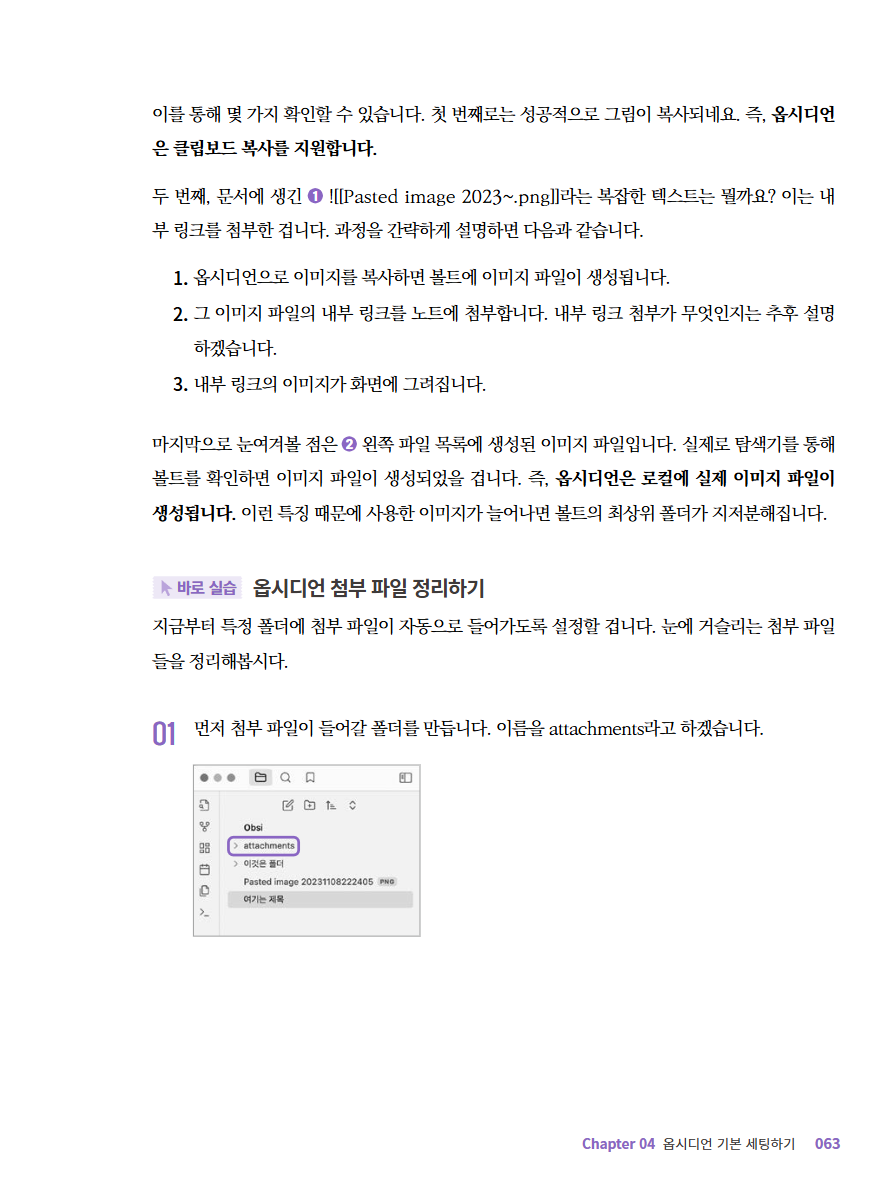 이를 통해 몇 가지 확인할 수 있습니다. 첫 번째로는 성공적으로 그림이 복사되네요. 즉, 옵시디언
은 클립보드 복사를 지원합니다.
두 번째, 문서에 생긴 ❶ ![[Pasted image 2023~.png]]라는 복잡한 텍스트는 뭘까요? 이는 내
부 링크를 첨부한 겁니다. 과정을 간략하게 설명하면 다음과 같습니다.
1. 옵시디언으로 이미지를 복사하면 볼트에 이미지 파일이 생성됩니다.
2. 그 이미지 파일의 내부 링크를 노트에 첨부합니다. 내부 링크 첨부가 무엇인지는 추후 설명
하겠습니다.
3. 내부 링크의 이미지가 화면에 그려집니다.
마지막으로 눈여겨볼 점은 ❷ 왼쪽 파일 목록에 생성된 이미지 파일입니다. 실제로 탐색기를 통해
볼트를 확인하면 이미지 파일이 생성되었을 겁니다. 즉, 옵시디언은 로컬에 실제 이미지 파일이
생성됩니다. 이런 특징 때문에 사용한 이미지가 늘어나면 볼트의 최상위 폴더가 지저분해집니다.
바로 실습 옵시디언 첨부 파일 정리하기
지금부터 특정 폴더에 첨부 파일이 자동으로 들어가도록 설정할 겁니다. 눈에 거슬리는 첨부 파일
들을 정리해봅시다.
01 먼저 첨부 파일이 들어갈 폴더를 만듭니다. 이름을 attachments라고 하겠습니다.
Obsi
attachments
이것은 폴더
Pasted image 20231108222405 PNG
여기는 제목
Chapter 04 옵시디언 기본 세팅하기 063